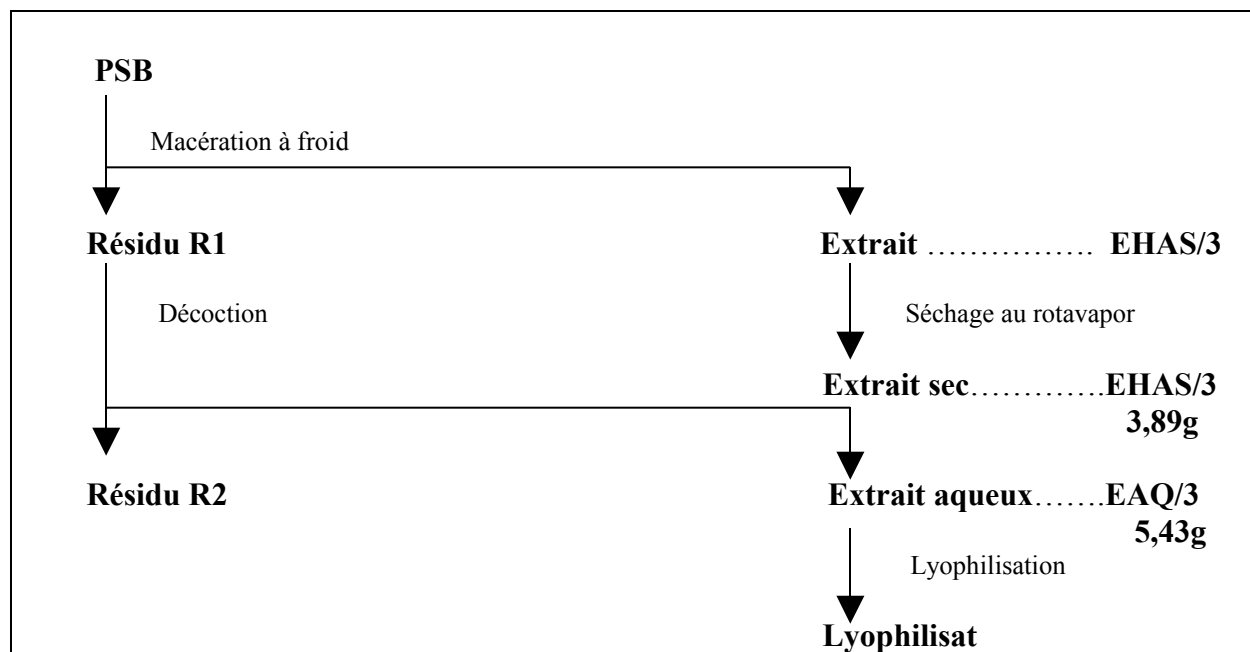 PSB
Macération à froid
Résidu R1 Extrait ……………. EHAS/3
Décoction Séchage au rotavapor
Extrait sec………….EHAS/3
3,89g
Résidu R2 Extrait aqueux…….EAQ/3
5,43g
Lyophilisation
Lyophilisat